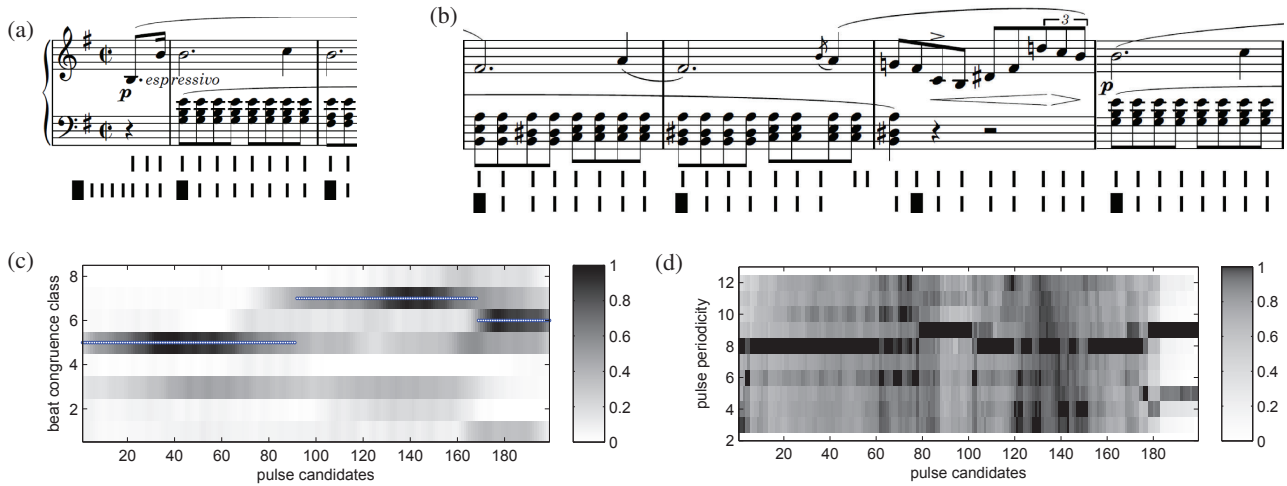 (a)
p espressivo
(b)
3
p
(c)
beat congruence class
8
6
4
2
20 40 60 80 100 120 140 160 180
pulse candidates
1
0.8
0.6
0.4
0.2
0
(d)
pulse periodicity
12
10
8
6
4
2
20 40 60 80 100 120 140 160 180
pulse candidates
1
0.8
0.6
0.4
0.2
0